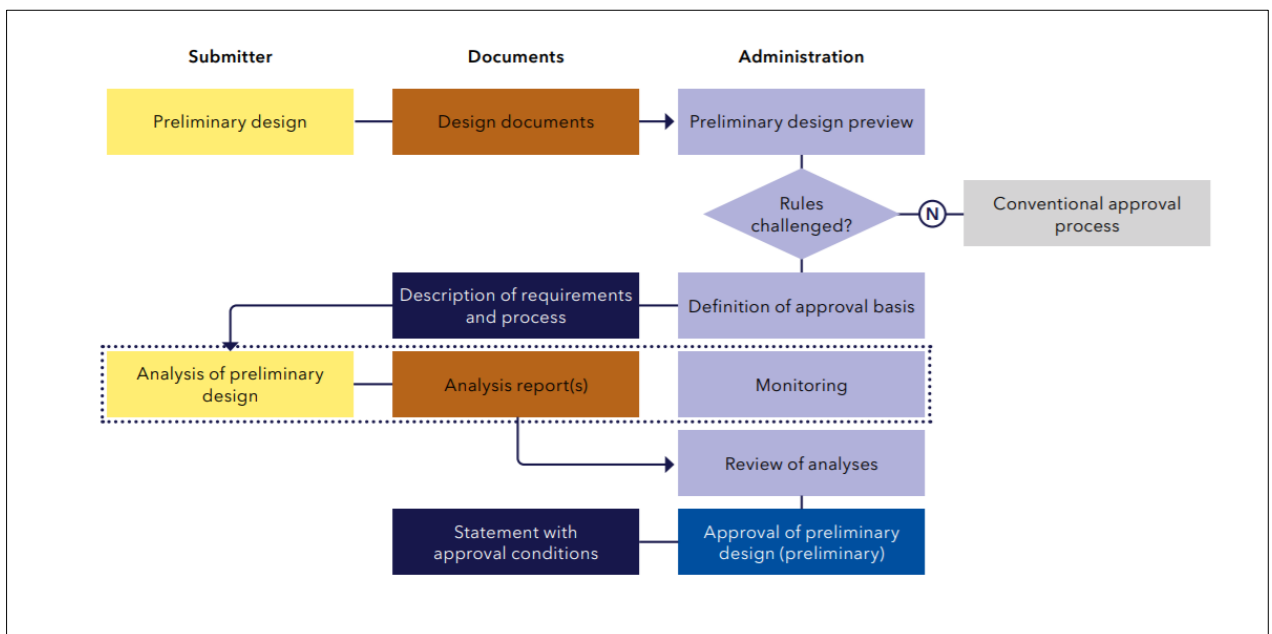 Submitter
Documents
Administration
Preliminary design
Design documents
Preliminary design preview
Rules
challenged?
N
Conventional approval
process
Description of requirements
and process
Definition of approval basis
Analysis of preliminary
design
Analysis report(s)
Monitoring
Review of analyses
Statement with
approval conditions
Approval of preliminary
design (preliminary)